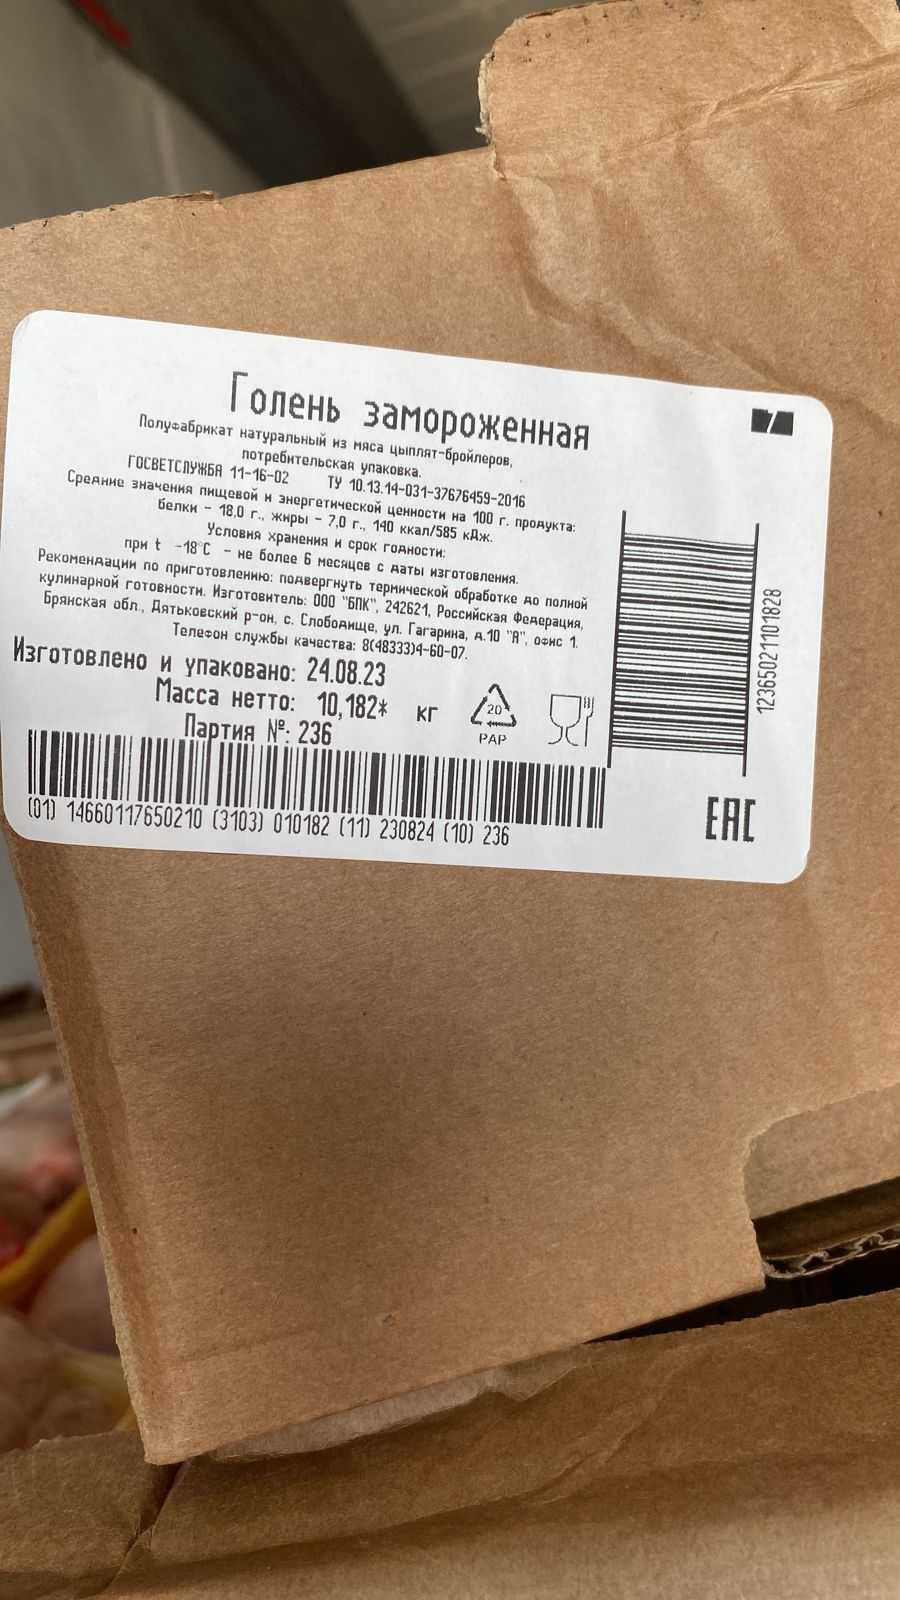 Голень замороженная
Полуфабрикат натуральный из мяса цыплят-бройлеров,
потребительская упаковка.
ГОСВЕТСЛУЖБА 11-16-02 ТУ 10.13.14-031-37676459-2016
Средние значения пищевой и энергетической ценности на 100 г. продукта:
белки - 18,0 г., жиры - 7,0 г., 140 ккал/585 кДж.
Условия хранения и срок годности:
при t -18°C - не более 6 месяцев с даты изготовления.
Рекомендации по приготовлению: подвергнуть термической обработке до полной
кулинарной готовности. Изготовитель: ООО "БПК", 242621, Российская Федерация,
Брянская обл., Дятьковский р-он, с. Слободище, ул. Гагарина, д.10 "А", офис 1.
Телефон службы качества: 8(48333)4-60-07.
Изготовлено и упаковано: 24.08.23
Масса нетто: 10,182* кг
Партия №: 236
(01) 14660117650210 (3103) 010182 (11) 230824 (10) 236
20
PAP
7
1236502110182​8
EAC